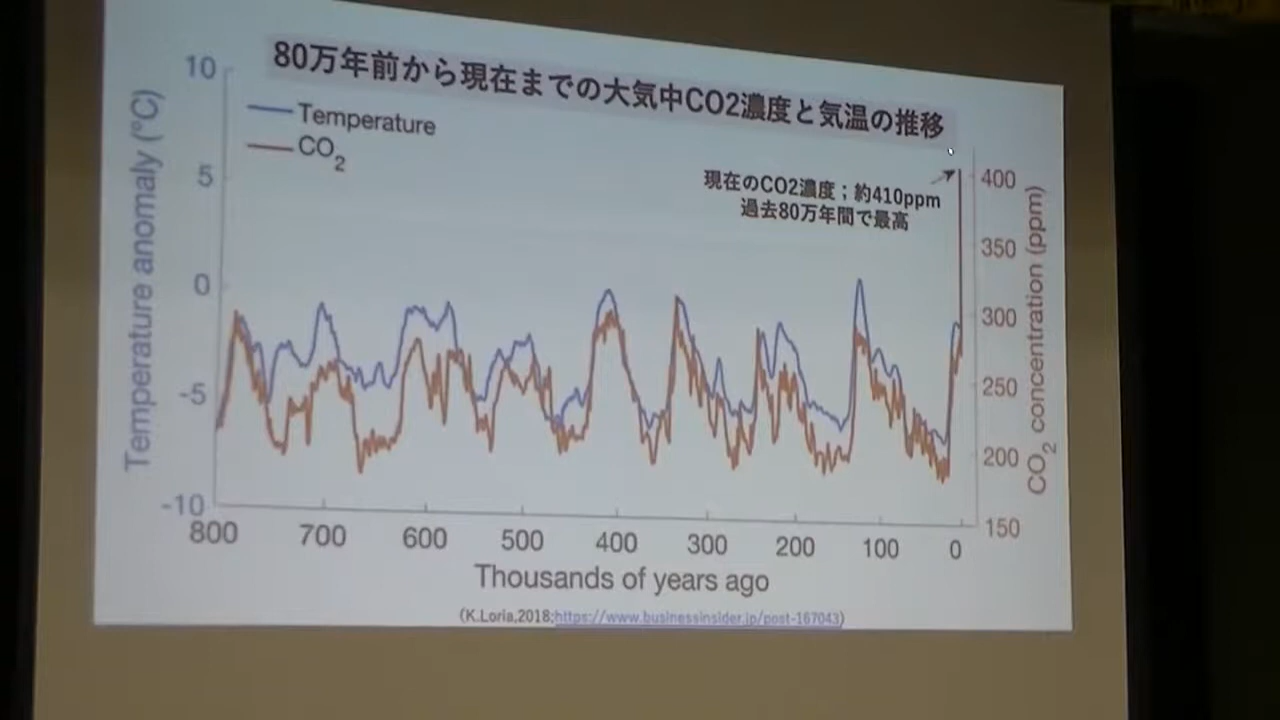 80万年前から現在までの大気中CO2濃度と気温の推移
Temperature
CO2
現在のCO2濃度；約410ppm
過去80万年間で最高
Temperature anomaly (°C)
10
5
0
-5
-10
CO2 concentration (ppm)
400
350
300
250
200
150
800 700 600 500 400 300 200 100 0
Thousands of years ago
(K.Loria,2018;https://www.businessinsider.jp/post-167043)